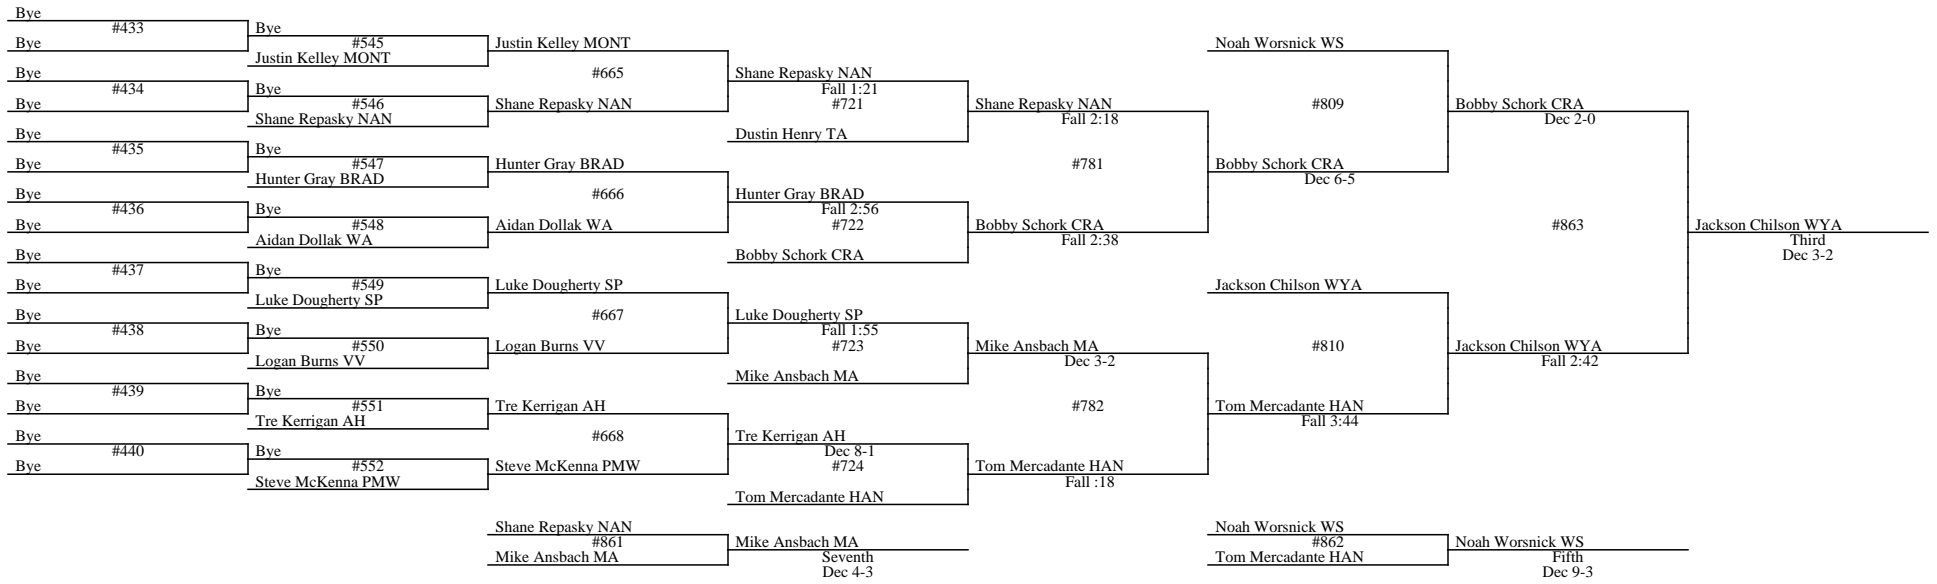 Bye
#433
Bye
Bye
#545
Justin Kelley MONT
Bye
#434
Bye
Bye
#546
Shane Repasky NAN
Bye
#435
Bye
Bye
#547
Hunter Gray BRAD
Bye
#436
Bye
Bye
#548
Aidan Dollak WA
Bye
#437
Bye
Bye
#549
Luke Dougherty SP
Bye
#438
Bye
Bye
#550
Logan Burns VV
Bye
#439
Bye
Bye
#551
Tre Kerrigan AH
Bye
#440
Bye
Bye
#552
Steve McKenna PMW
Justin Kelley MONT
#665
Shane Repasky NAN
Hunter Gray BRAD
#666
Aidan Dollak WA
Luke Dougherty SP
#667
Logan Burns VV
Tre Kerrigan AH
#668
Steve McKenna PMW
Shane Repasky NAN
Fall 1:21
#721
Dustin Henry TA
Hunter Gray BRAD
Fall 2:56
#722
Bobby Schork CRA
Luke Dougherty SP
Fall 1:55
#723
Mike Ansbach MA
Tre Kerrigan AH
Dec 8-1
#724
Tom Mercadante HAN
Shane Repasky NAN
Fall 2:18
#781
Bobby Schork CRA
Fall 2:38
Mike Ansbach MA
Dec 3-2
#782
Tom Mercadante HAN
Fall :18
Noah Worsnick WS
#809
Bobby Schork CRA
Dec 6-5
Jackson Chilson WYA
#810
Tom Mercadante HAN
Fall 3:44
Bobby Schork CRA
Dec 2-0
#863
Jackson Chilson WYA
Fall 2:42
Jackson Chilson WYA
Third
Dec 3-2
Shane Repasky NAN
#861
Mike Ansbach MA
Mike Ansbach MA
Seventh
Dec 4-3
Noah Worsnick WS
#862
Tom Mercadante HAN
Noah Worsnick WS
Fifth
Dec 9-3